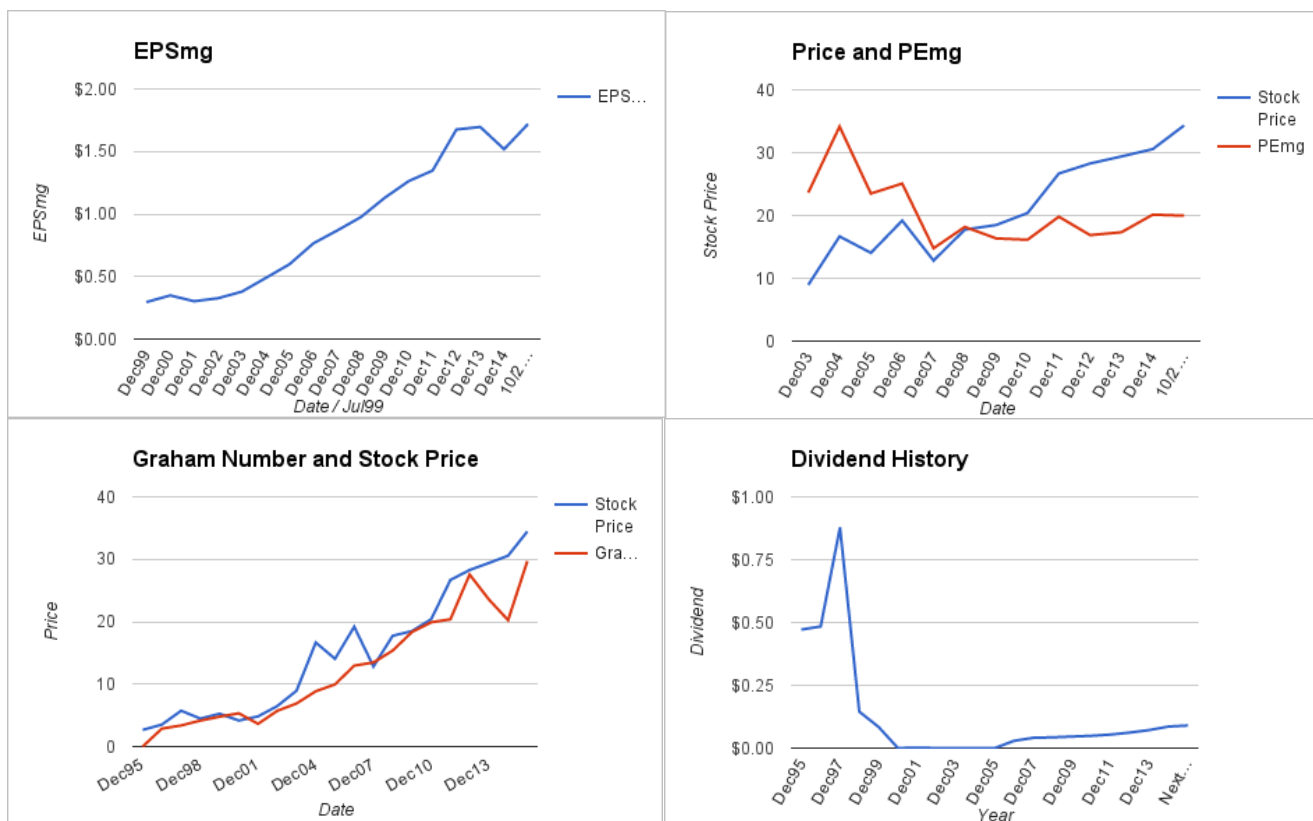 EPSmg
$2.00
$1.50
$1.00
$0.50
$0.00
EPSmg
EPS...
Dec99
Dec00
Dec01
Dec02
Dec03
Dec04
Dec05
Dec06
Dec07
Dec08
Dec09
Dec10
Dec11
Dec12
Dec13
Dec14
10/2...
Date / Jul99
Price and PEmg
40
30
20
10
0
Stock Price
Stock
Price
PEmg
Dec03
Dec04
Dec05
Dec06
Dec07
Dec08
Dec09
Dec10
Dec11
Dec12
Dec13
Dec14
10/2...
Date
Graham Number and Stock Price
40
30
20
10
0
Price
Stock
Price
Gra...
Dec95
Dec98
Dec01
Dec04
Dec07
Dec10
Dec13
Date
Dividend History
$1.00
$0.75
$0.50
$0.25
$0.00
Dividend
Dec95
Dec97
Dec99
Dec01
Dec03
Dec05
Dec07
Dec09
Dec11
Dec13
Next...
Year